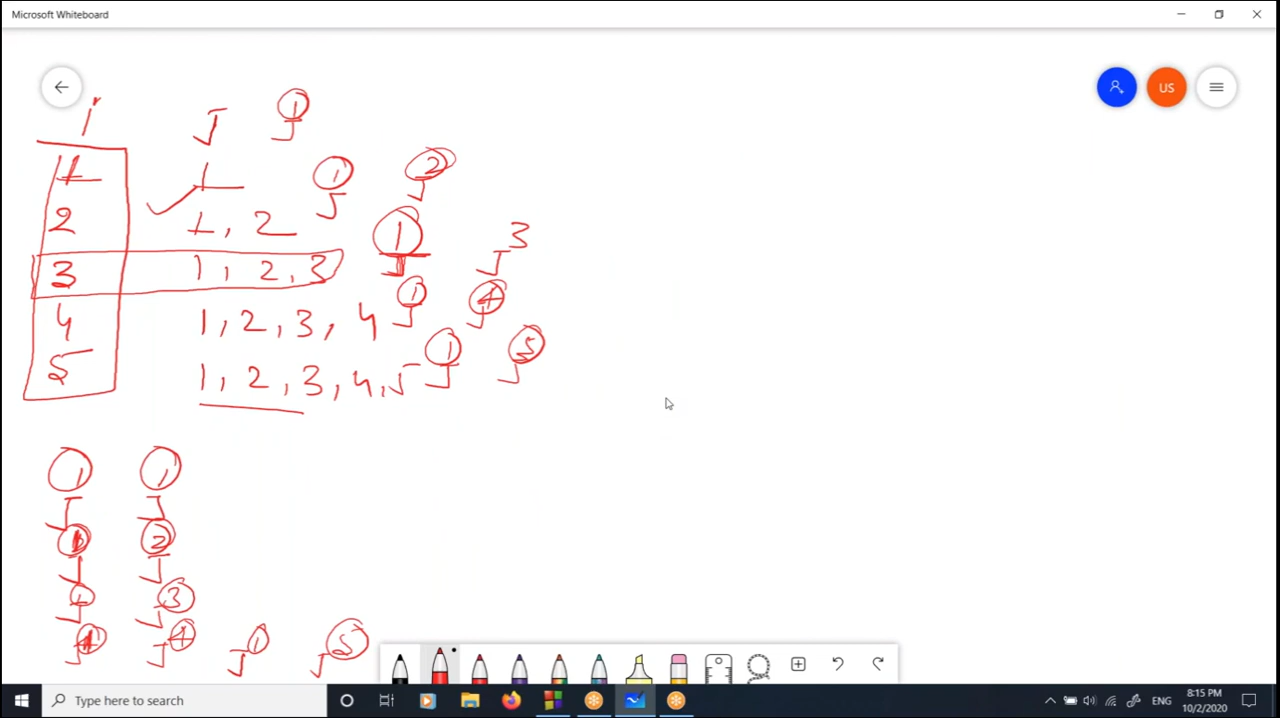 Microsoft Whiteboard
US
i J J 1
1 1 J 1 J 2
2 1, 2 J 1 J 3
3 1, 2, 3 J 1 J 4
4 1, 2, 3, 4 J 1 J 5
5 1, 2, 3, 4, 5
1 1
J J
1 2
J J
1 3
J J
J 1 J 4 J 1 J 5
Type here to search
ENG
8:15 PM
10/2/2020